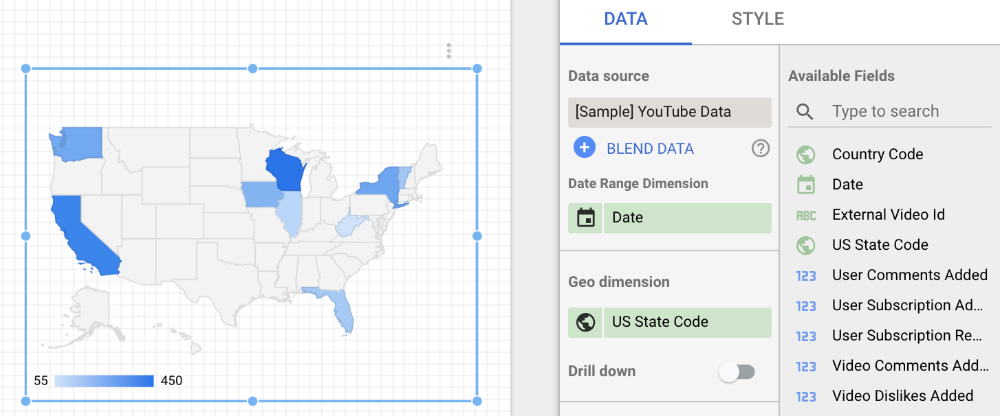 DATA
STYLE
Data source
[Sample] YouTube Data
BLEND DATA
Date Range Dimension
Date
Geo dimension
US State Code
Drill down
Available Fields
Type to search
Country Code
Date
ABC External Video Id
US State Code
123 User Comments Added
123 User Subscription Ad...
123 User Subscription Re...
123 Video Comments Add...
123 Video Dislikes Added
55
450